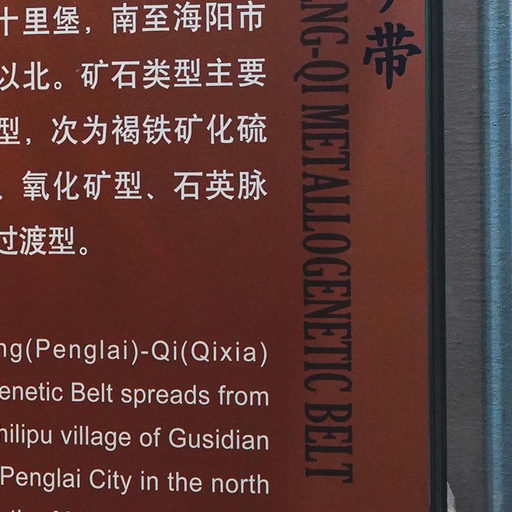 十里堡，南至海阳市
以北。矿石类型主要
型，次为褐铁矿化硫
、氧化矿型、石英脉
过渡型。
ng(Penglai)-Qi(Qixia)
enetic Belt spreads from
hilipu village of Gusidian
Penglai City in the north
带
ENG-QI METALLOGENETIC BELT